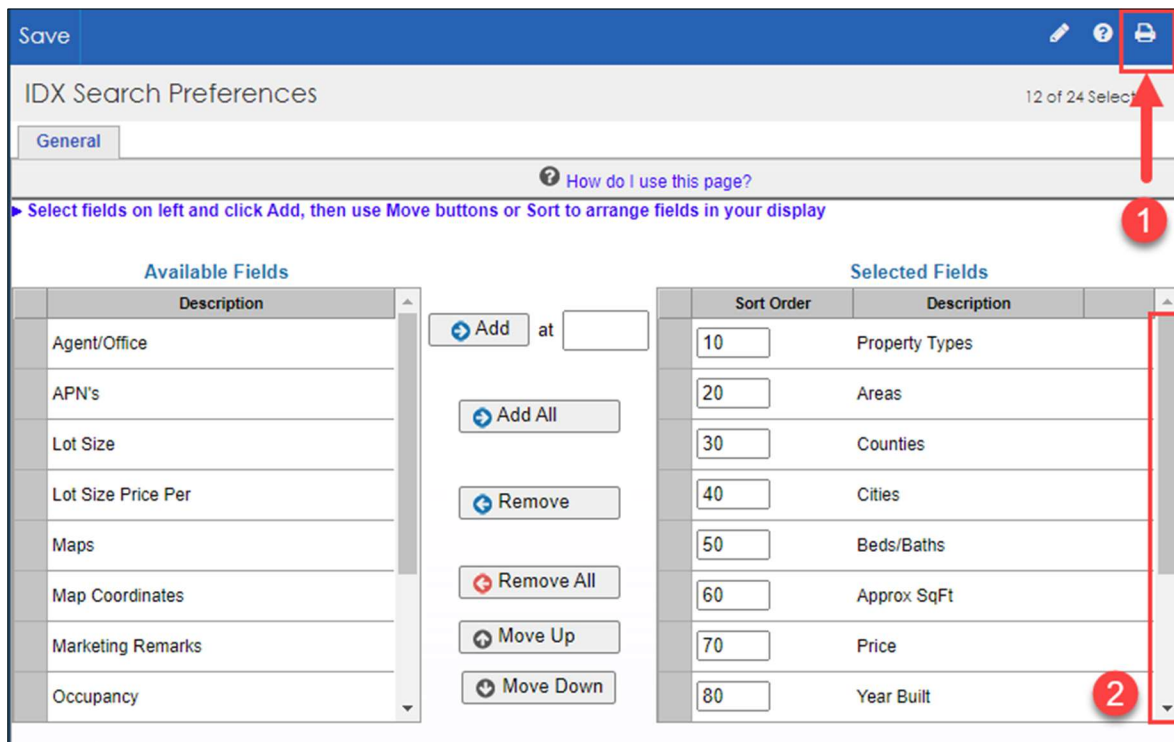 Save
IDX Search Preferences
12 of 24 Select
General
How do I use this page?
Select fields on left and click Add, then use Move buttons or Sort to arrange fields in your display
1
Available Fields
Selected Fields
Description
Sort Order Description
Add at
Agent/Office
10 Property Types
APN's
20 Areas
Add All
Lot Size
30 Counties
Lot Size Price Per
40 Cities
Remove
Maps
50 Beds/Baths
Remove All
Map Coordinates
60 Approx SqFt
Move Up
Marketing Remarks
70 Price
Move Down
Occupancy
80 Year Built
2